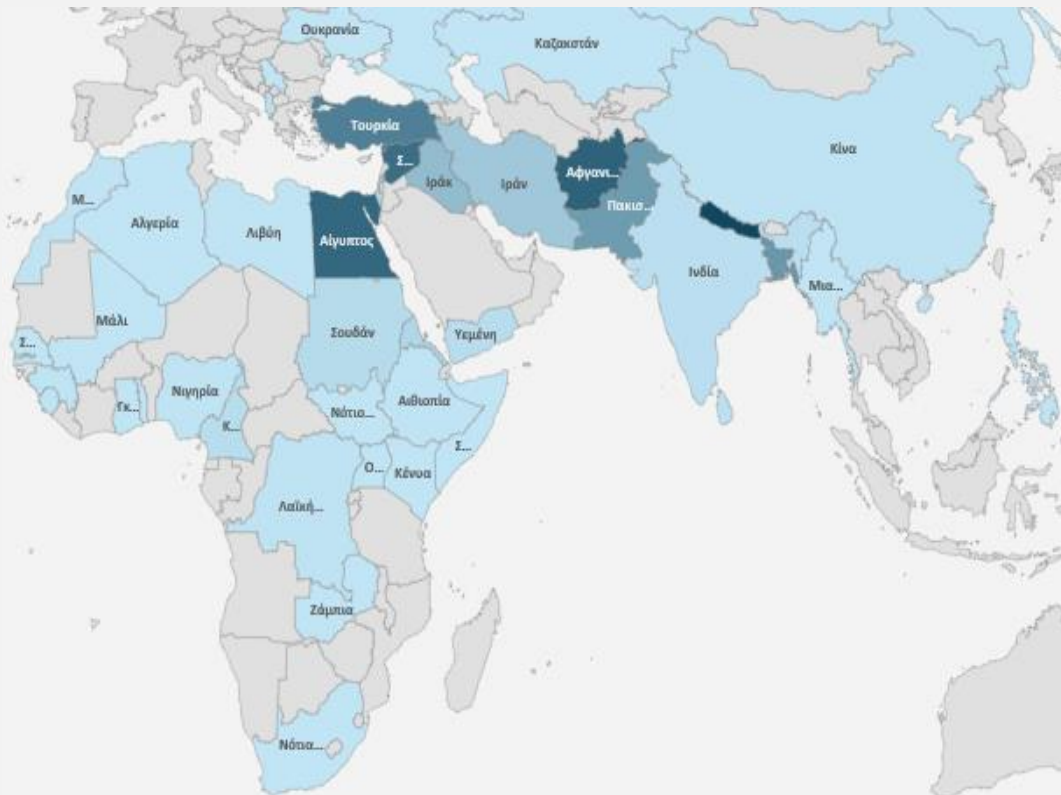 Ουκρανία
Καζακστάν
Τουρκία
Κίνα
Σ...
Αφγανι...
Ιράκ
Ιράν
Μ...
Πακισ...
Αλγερία
Λιβύη
Αίγυπτος
Ινδία
Μια...
Μάλι
Σουδάν
Υεμένη
Σ...
Νιγηρία
Αιθιοπία
Γκ...
Νότιο...
Κ...
Σ...
Ο...
Κένυα
Λαϊκή...
Ζάμπια
Νότια...